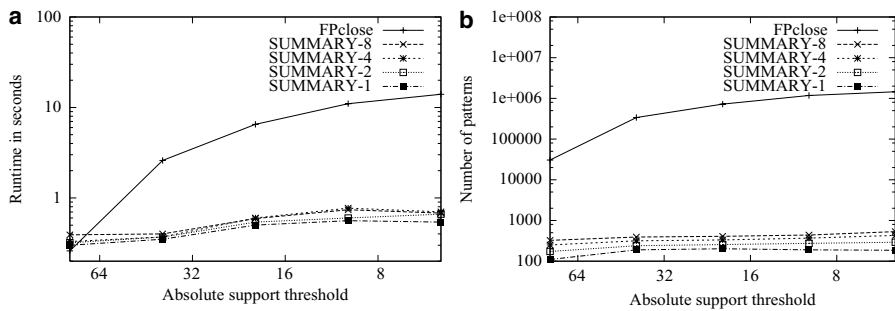 a
Runtime in seconds
100
10
1
64
32
16
8
Absolute support threshold
FPclose
SUMMARY-8
SUMMARY-4
SUMMARY-2
SUMMARY-1
b
Number of patterns
1e+008
1e+007
1e+006
100000
10000
1000
100
64
32
16
8
Absolute support threshold
FPclose
SUMMARY-8
SUMMARY-4
SUMMARY-2
SUMMARY-1